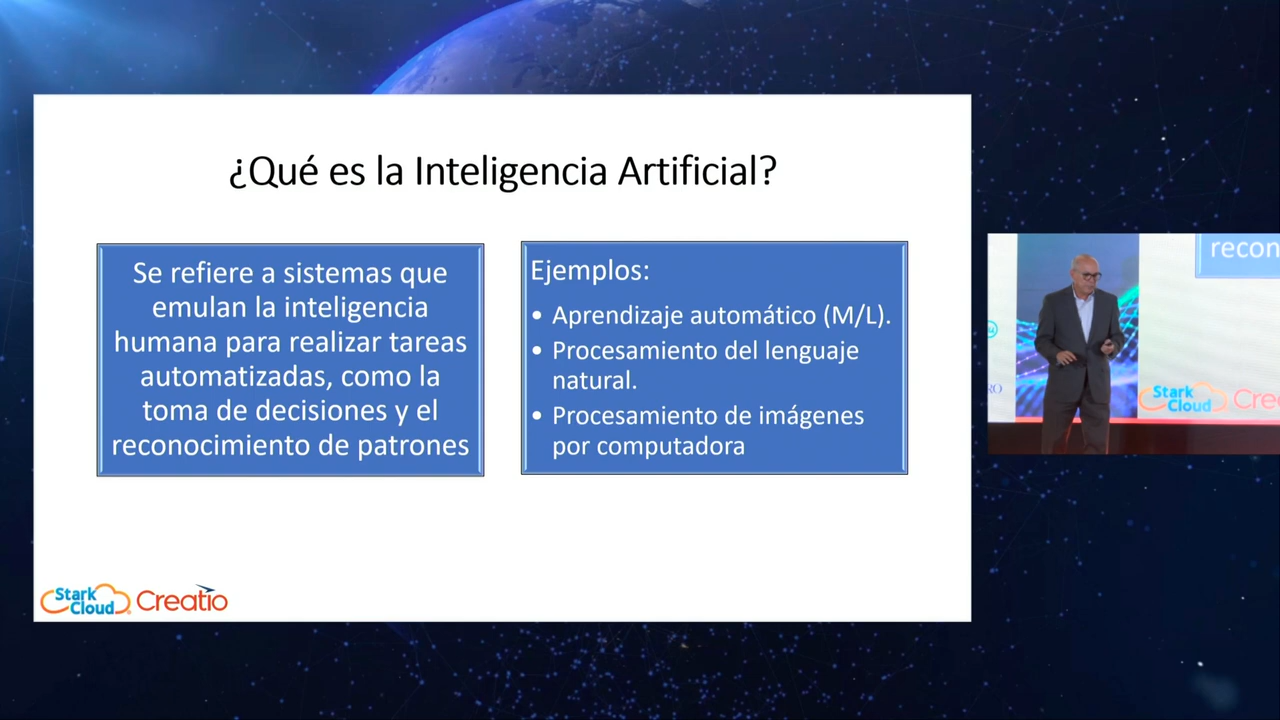 ¿Qué es la Inteligencia Artificial?
Se refiere a sistemas que
emulan la inteligencia
humana para realizar tareas
automatizadas, como la
toma de decisiones y el
reconocimiento de patrones
Ejemplos:
• Aprendizaje automático (M/L).
• Procesamiento del lenguaje
natural.
• Procesamiento de imágenes
por computadora
Stark
Cloud
Creatio
recon
Stark
Cloud
Crea